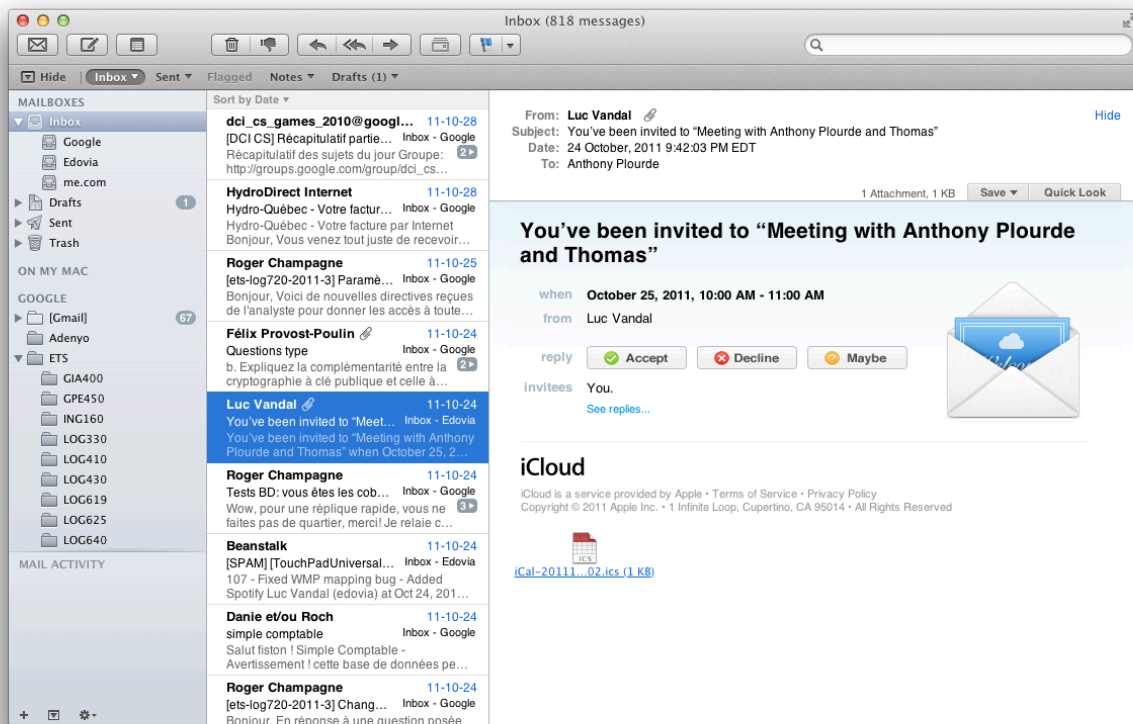 Inbox (818 messages)
Hide
Inbox
Sent
Flagged
Notes
Drafts (1)
MAILBOXES
Inbox
Google
Edovia
me.com
Drafts
1
Sent
Trash
ON MY MAC
GOOGLE
[Gmail]
67
Adenyo
ETS
GIA400
GPE450
ING160
LOG330
LOG410
LOG430
LOG619
LOG625
LOG640
MAIL ACTIVITY
Sort by Date
dci_cs_games_2010@googl... 11-10-28
[DCI CS] Récapitulatif partie... Inbox - Google
Récapitulatif des sujets du jour Groupe: 2
http://groups.google.com/group/dci_cs...
HydroDirect Internet 11-10-28
Hydro-Québec - Votre factur... Inbox - Google
Hydro-Québec - Votre facture par Internet
Bonjour, Vous venez tout juste de recevoir...
Roger Champagne 11-10-25
[ets-log720-2011-3] Paramè... Inbox - Google
Bonjour, Voici de nouvelles directives reçues
de l'analyste pour donner les accès à toute...
Félix Provost-Poulin 11-10-24
Questions type Inbox - Google
b. Expliquez la complémentarité entre la 2
cryptographie à clé publique et celle à...
Luc Vandal 11-10-24
You've been invited to “Meet... Inbox - Edovia
You've been invited to “Meeting with Anthony
Plourde and Thomas” when October 25, 2...
Roger Champagne 11-10-24
Tests BD: vous êtes les cob... Inbox - Google
Wow, pour une réplique rapide, vous ne 3
faites pas de quartier, merci! Je relaie c...
Beanstalk 11-10-24
[SPAM] [TouchPadUniversal... Inbox - Edovia
107 - Fixed WMP mapping bug - Added
Spotify Luc Vandal (edovia) at Oct 24, 201...
Danie et/ou Roch 11-10-24
simple comptable Inbox - Google
Salut fiston ! Simple Comptable -
Avertissement ! cette base de données pe...
Roger Champagne 11-10-24
[ets-log720-2011-3] Chang... Inbox - Google
Bonjour, En réponse à une question posée
From: Luc Vandal
Hide
Subject: You've been invited to “Meeting with Anthony Plourde and Thomas”
Date: 24 October, 2011 9:42:03 PM EDT
To: Anthony Plourde
1 Attachment, 1 KB
Save
Quick Look
You've been invited to “Meeting with Anthony Plourde
and Thomas”
when October 25, 2011, 10:00 AM - 11:00 AM
from Luc Vandal
reply Accept Decline Maybe
invitees You.
See replies...
Welcome
iCloud
iCloud is a service provided by Apple • Terms of Service • Privacy Policy
Copyright © 2011 Apple Inc. • 1 Infinite Loop, Cupertino, CA 95014 • All Rights Reserved
ICS
iCal-20111...02.ics (1 KB)